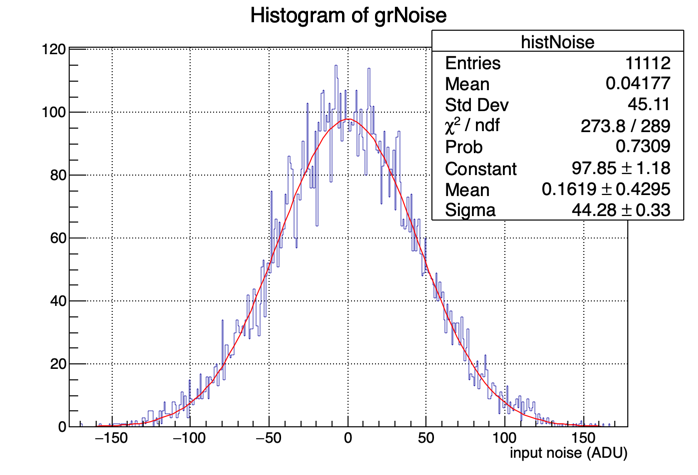 Histogram of grNoise
histNoise
Entries 11112
Mean 0.04177
Std Dev 45.11
χ² / ndf 273.8 / 289
Prob 0.7309
Constant 97.85 ± 1.18
Mean 0.1619 ± 0.4295
Sigma 44.28 ± 0.33
120
100
80
60
40
20
0
−150 −100 −50 0 50 100 150
input noise (ADU)